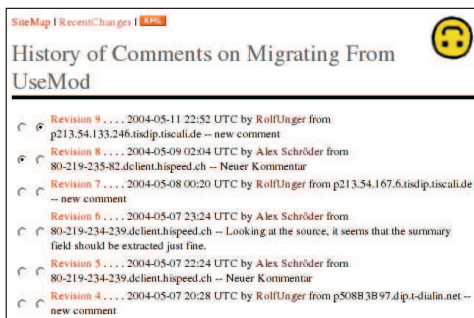 SiteMap | RecentChanges | XML
History of Comments on Migrating From
UseMod
Revision 9 . . . . 2004-05-11 22:52 UTC by RolfUnger from
p213.54.133.246.tisdip.tiscali.de -- new comment
Revision 8 . . . . 2004-05-09 02:04 UTC by Alex Schröder from
80-219-235-82.dclient.hispeed.ch -- Neuer Kommentar
Revision 7 . . . . 2004-05-08 00:20 UTC by RolfUnger from p213.54.167.6.tisdip.tiscali.de
-- new comment
Revision 6 . . . . 2004-05-07 23:24 UTC by Alex Schröder from
80-219-234-239.dclient.hispeed.ch -- Looking at the source, it seems that the summary
field should be extracted just fine.
Revision 5 . . . . 2004-05-07 22:24 UTC by Alex Schröder from
80-219-234-239.dclient.hispeed.ch -- Neuer Kommentar
Revision 4 . . . . 2004-05-07 20:28 UTC by RolfUnger from p508B3B97.dip.t-dialin.net --
new comment